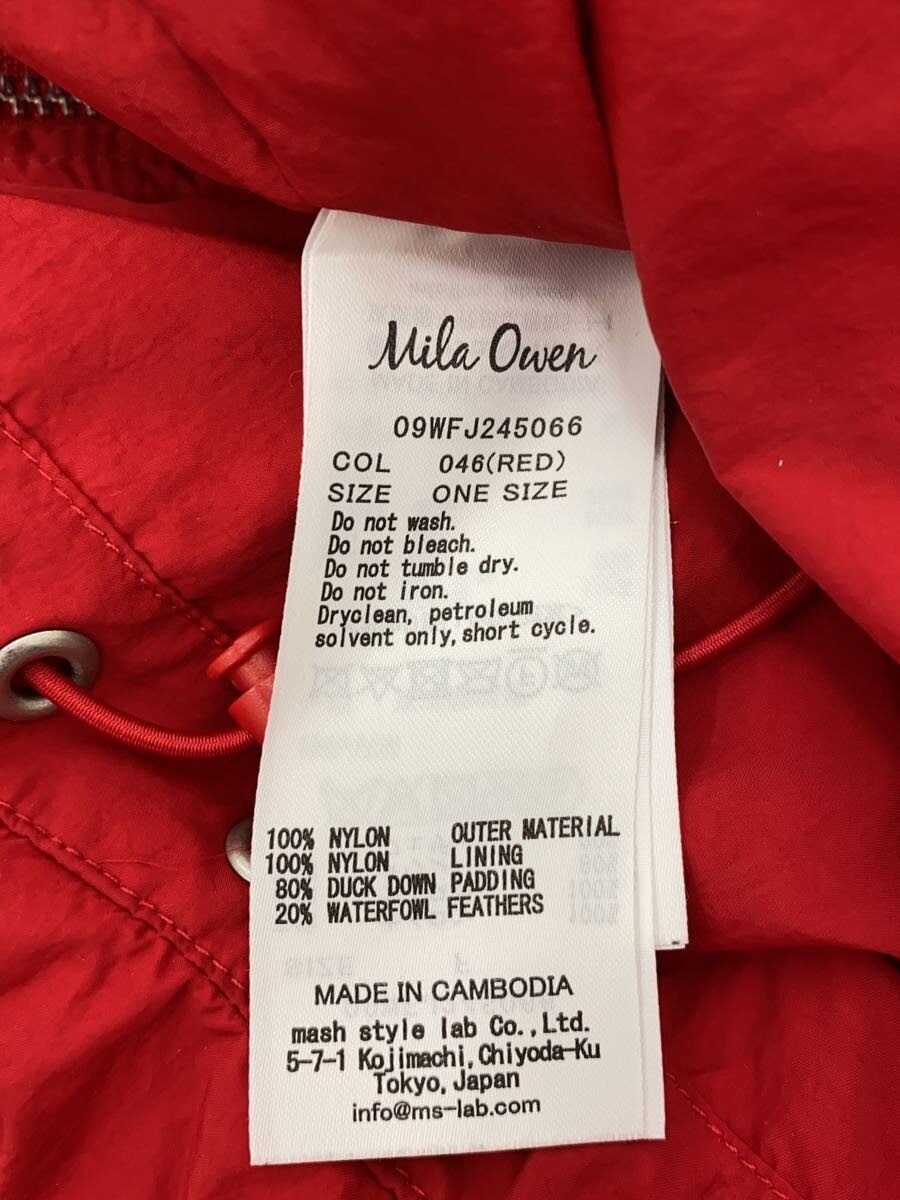 Mila Owen
09WFJ245066
COL 046(RED)
SIZE ONE SIZE
Do not wash.
Do not bleach.
Do not tumble dry.
Do not iron.
Dryclean, petroleum
solvent only, short cycle.
100% NYLON OUTER MATERIAL
100% NYLON LINING
80% DUCK DOWN PADDING
20% WATERFOWL FEATHERS
MADE IN CAMBODIA
mash style lab Co.,Ltd.
5-7-1 Kojimachi,Chiyoda-Ku
Tokyo,Japan
info@ms-lab.com